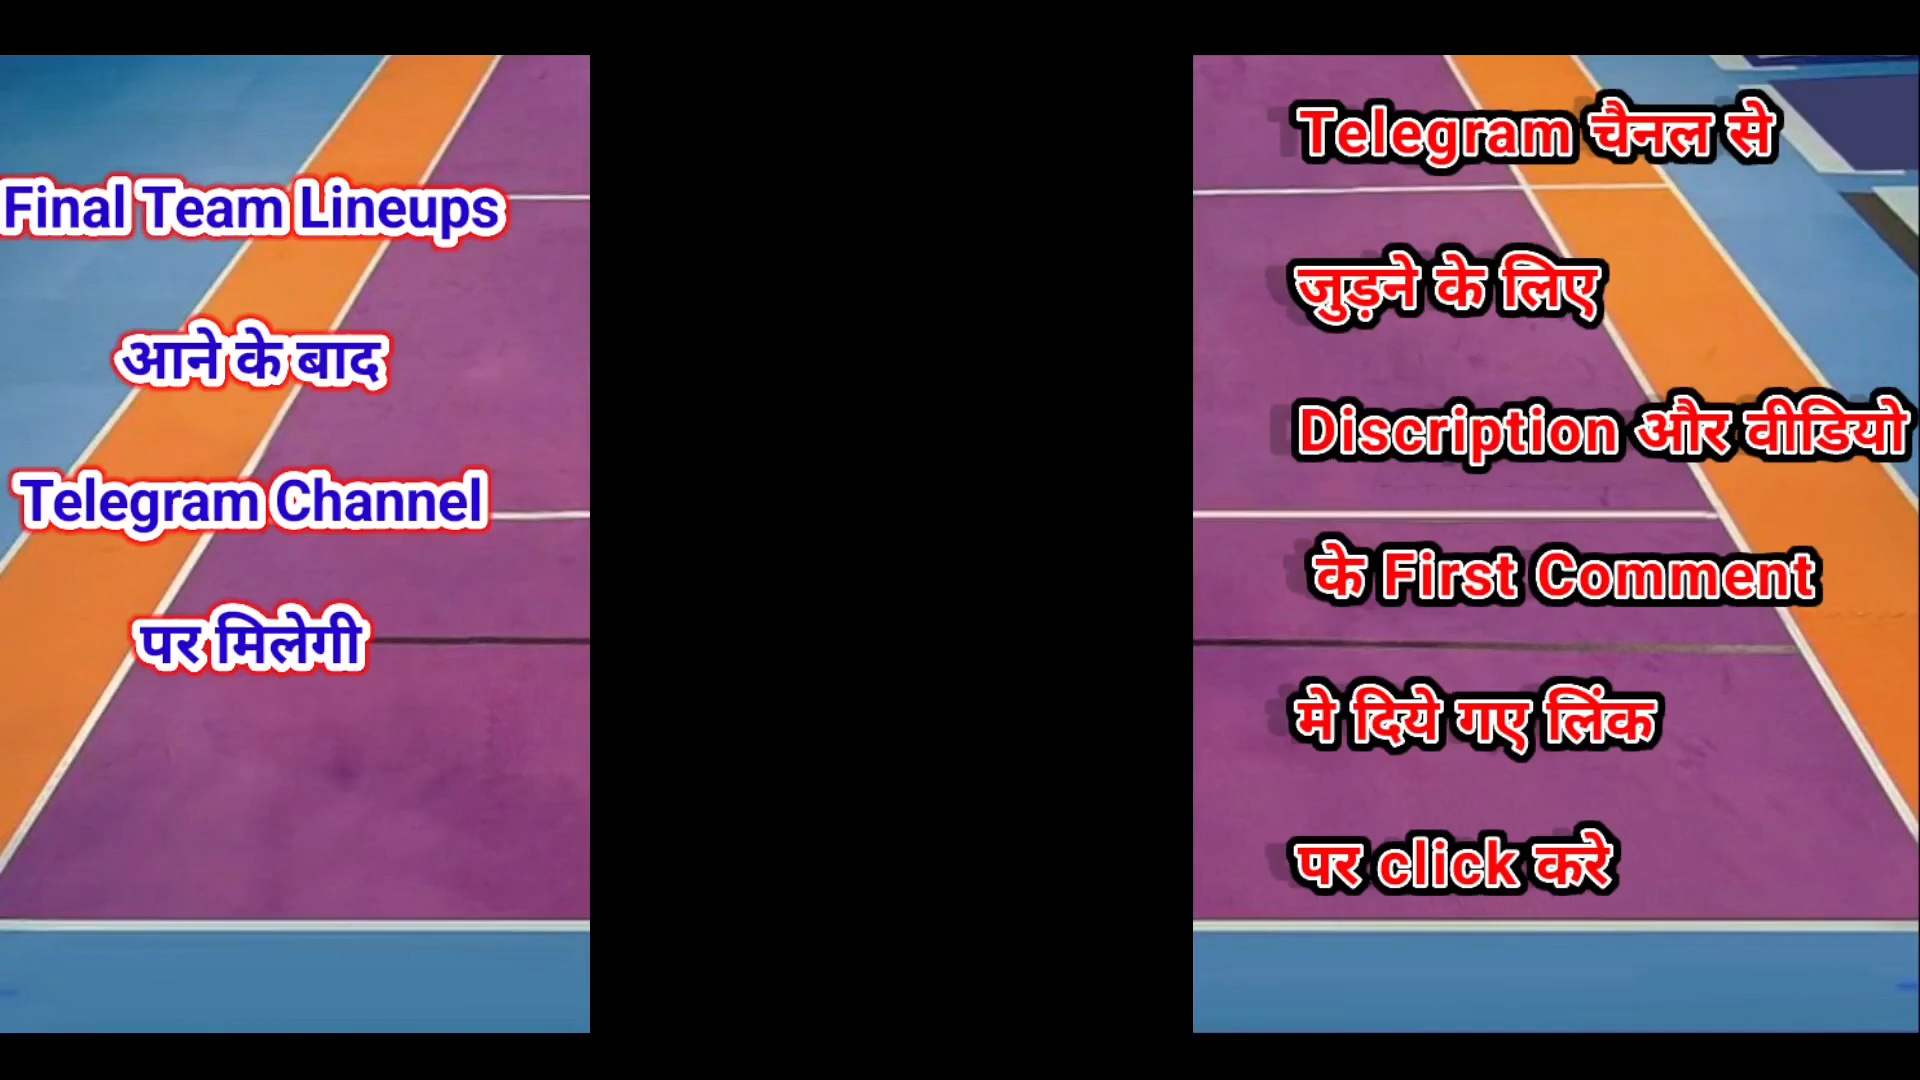 Final Team Lineups
आने के बाद
Telegram Channel
पर मिलेगी
Telegram चैनल से
जुड़ने के लिए
Discription और वीडियो
के First Comment
मे दिये गए लिंक
पर click करे